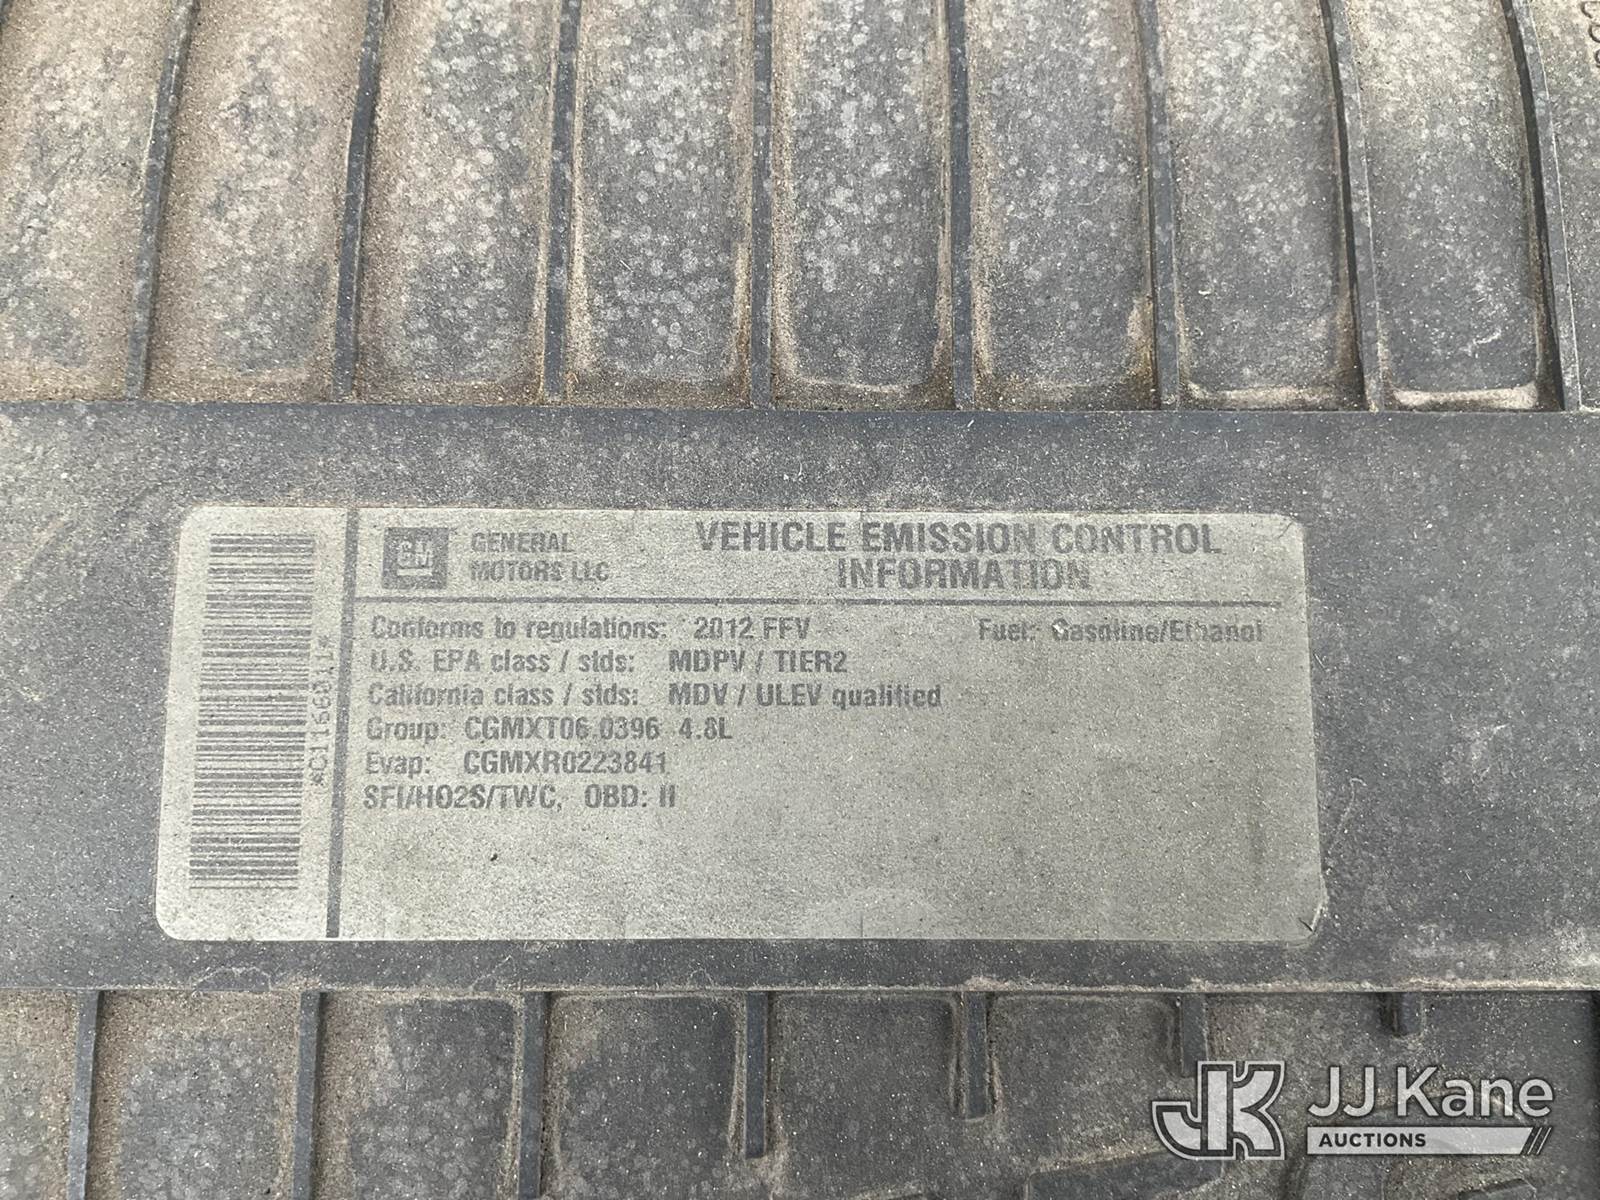 GM GENERAL MOTORS LLC
VEHICLE EMISSION CONTROL
INFORMATION
Conforms to regulations: 2012 FFV Fuel: Gasoline/Ethanol
U.S. EPA class / stds: MDPV / TIER2
California class / stds: MDV / ULEV qualified
Group: CGMXT06.0396 4.8L
Evap: CGMXR0223841
SFI/HO2S/TWC, OBD: II
JK JJ Kane
AUCTIONS